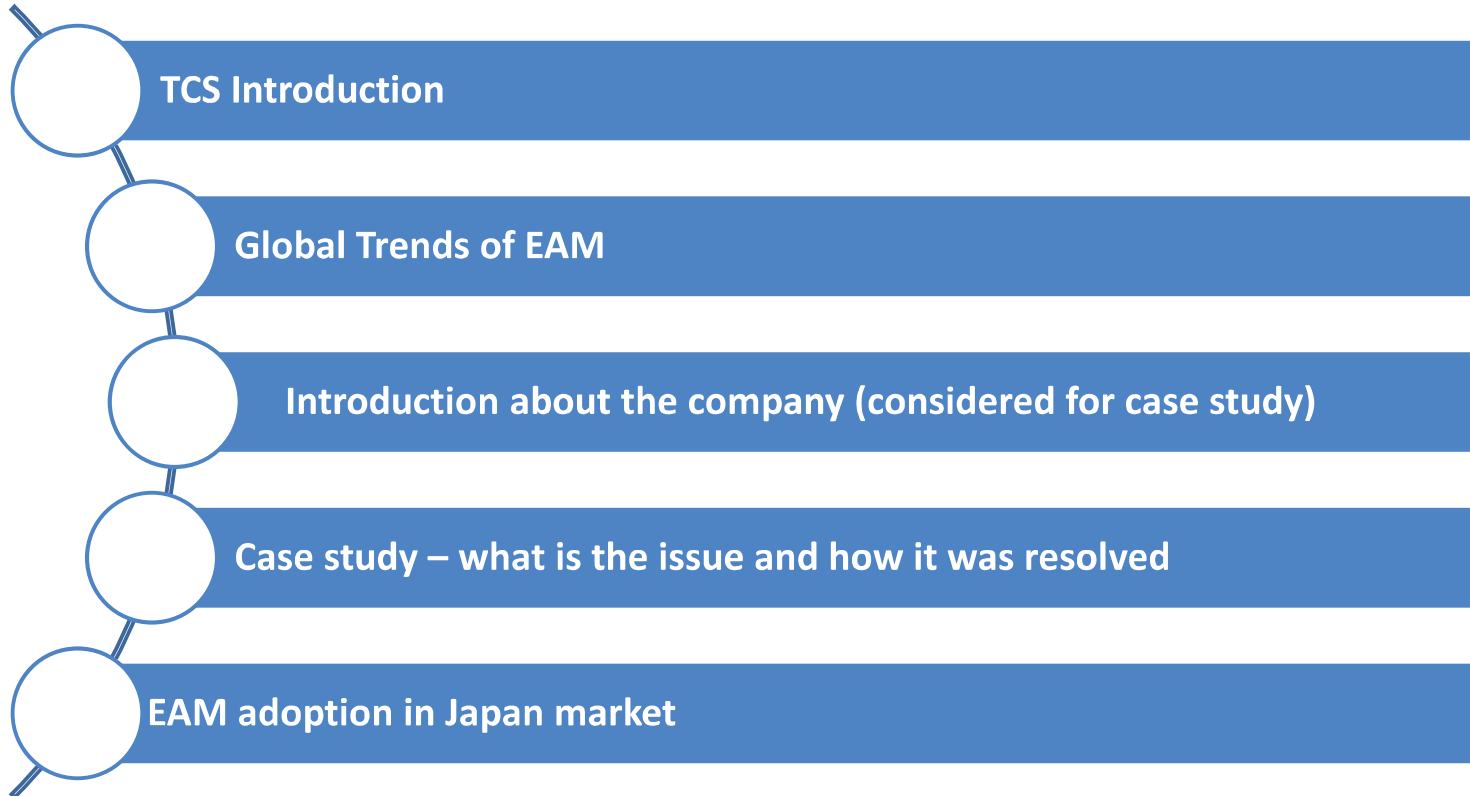 TCS Introduction
Global Trends of EAM
Introduction about the company (considered for case study)
Case study – what is the issue and how it was resolved
EAM adoption in Japan market